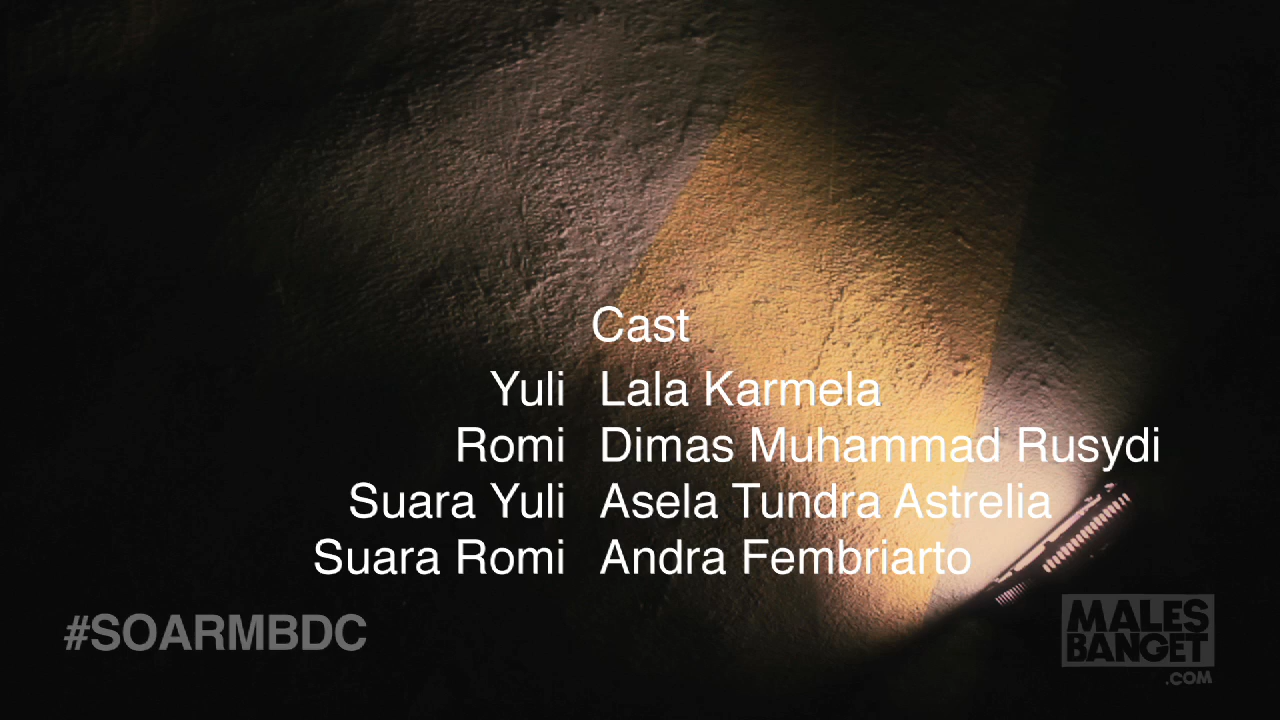 Cast
Yuli Lala Karmela
Romi Dimas Muhammad Rusydi
Suara Yuli Asela Tundra Astrelia
Suara Romi Andra Fembriarto
#SOARMBDC
MALES
BANGET
.COM